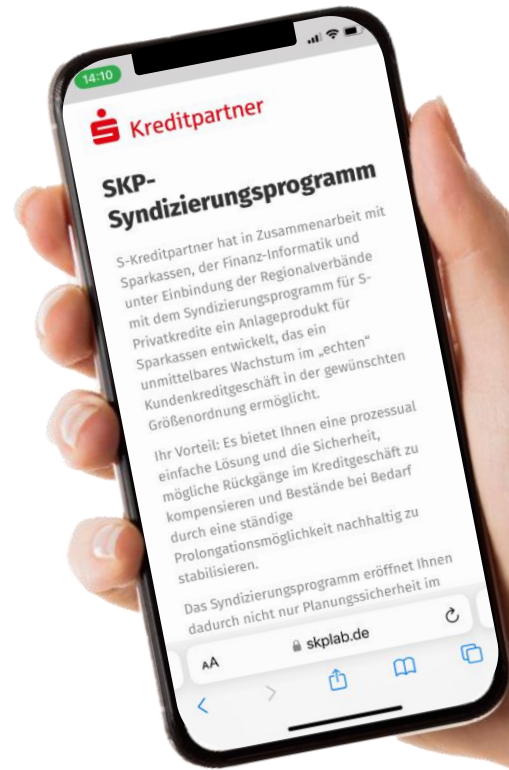 14:10
Kreditpartner
SKP-
Syndizierungsprogramm
S-Kreditpartner hat in Zusammenarbeit mit
Sparkassen, der Finanz-Informatik und
unter Einbindung der Regionalverbände
mit dem Syndizierungsprogramm für S-
Privatkredite ein Anlageprodukt für
Sparkassen entwickelt, das ein
unmittelbares Wachstum im „echten“
Kundenkreditgeschäft in der gewünschten
Größenordnung ermöglicht.
Ihr Vorteil: Es bietet Ihnen eine prozessual
einfache Lösung und die Sicherheit,
mögliche Rückgänge im Kreditgeschäft zu
kompensieren und Bestände bei Bedarf
durch eine ständige
Prolongationsmöglichkeit nachhaltig zu
stabilisieren.
Das Syndizierungsprogramm eröffnet Ihnen
dadurch nicht nur Planungssicherheit im
AA skplab.de